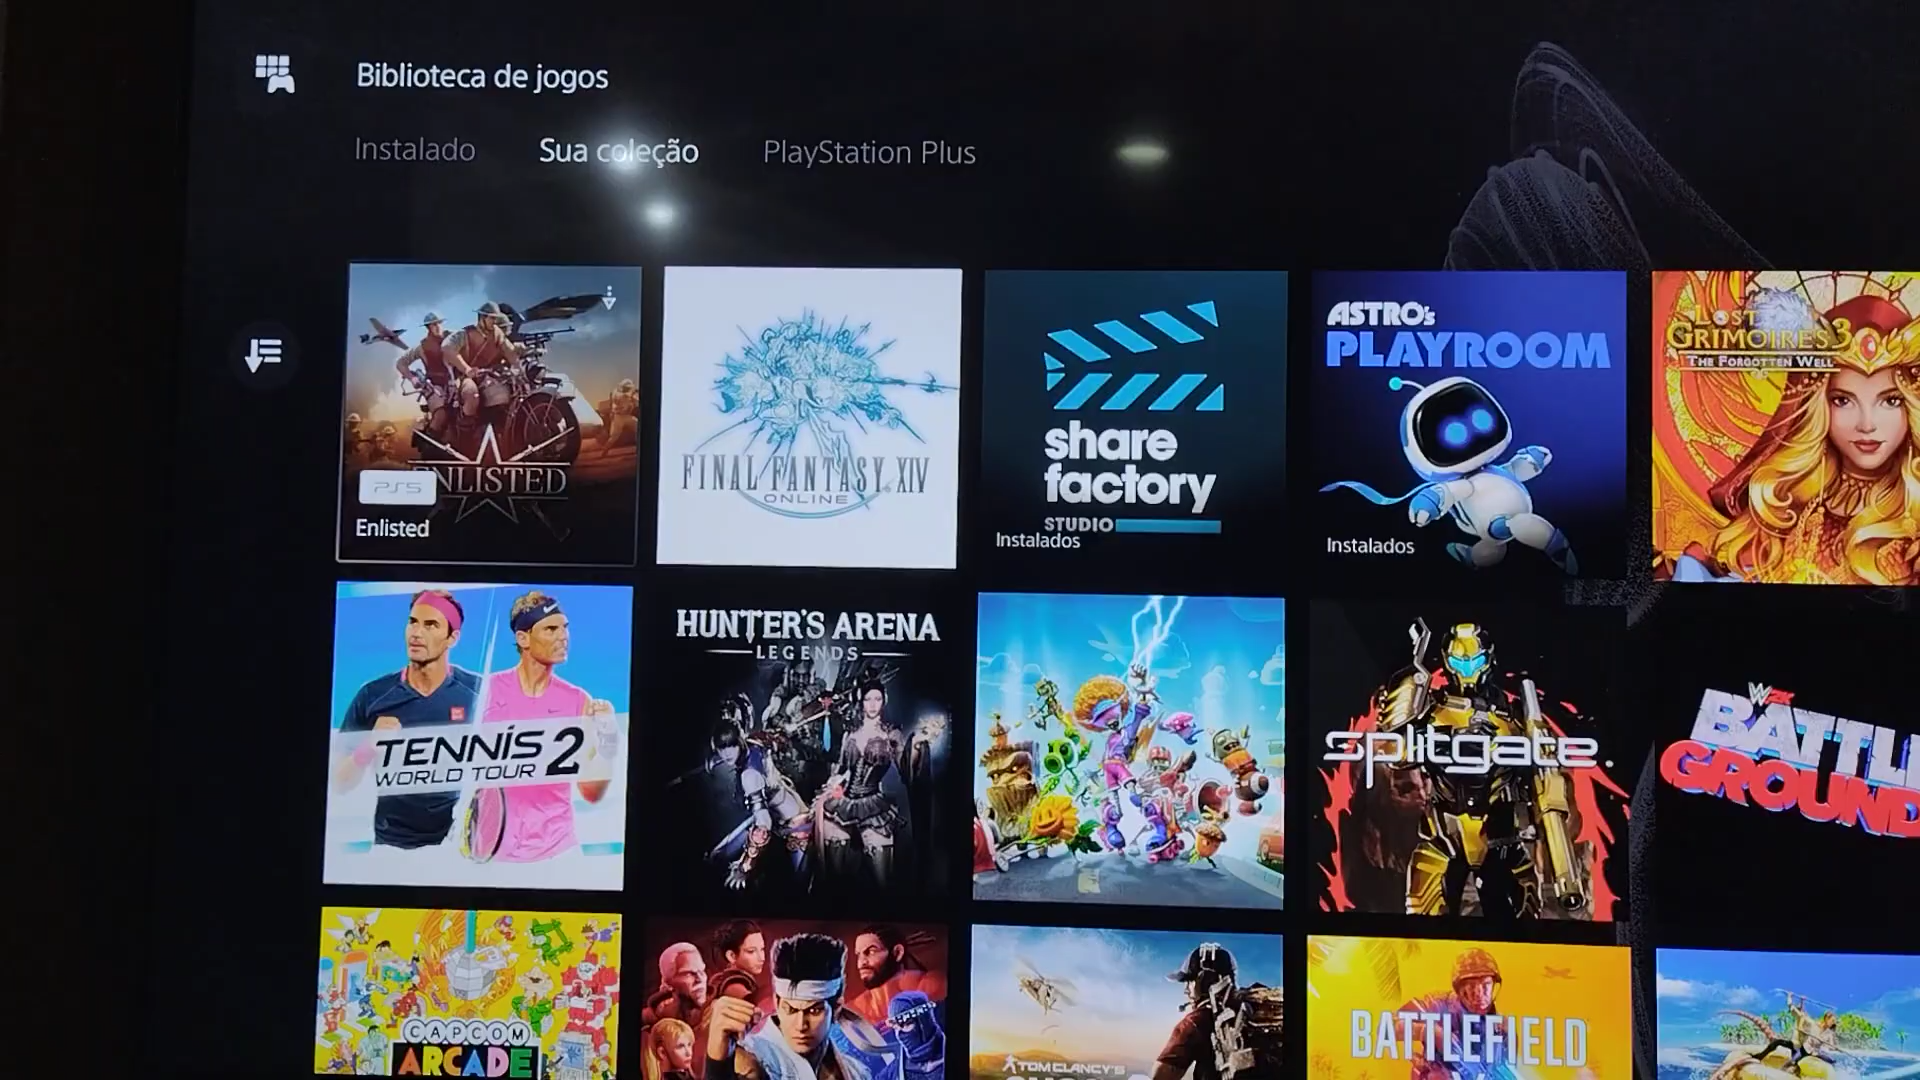 Biblioteca de jogos
Instalado
Sua coleção
PlayStation Plus
ENLISTED
PS5
Enlisted
FINAL FANTASY XIV
ONLINE
share
factory
STUDIO
Instalados
ASTRO's
PLAYROOM
Instalados
LOST
GRIMOIRES 3
THE FORGOTTEN WELL
TENNIS
WORLD TOUR 2
HUNTER'S ARENA
LEGENDS
splitgate.
W2K
BATTL
GROUND
CAPCOM
ARCADE
TOM CLANCY'S
BATTLEFIELD